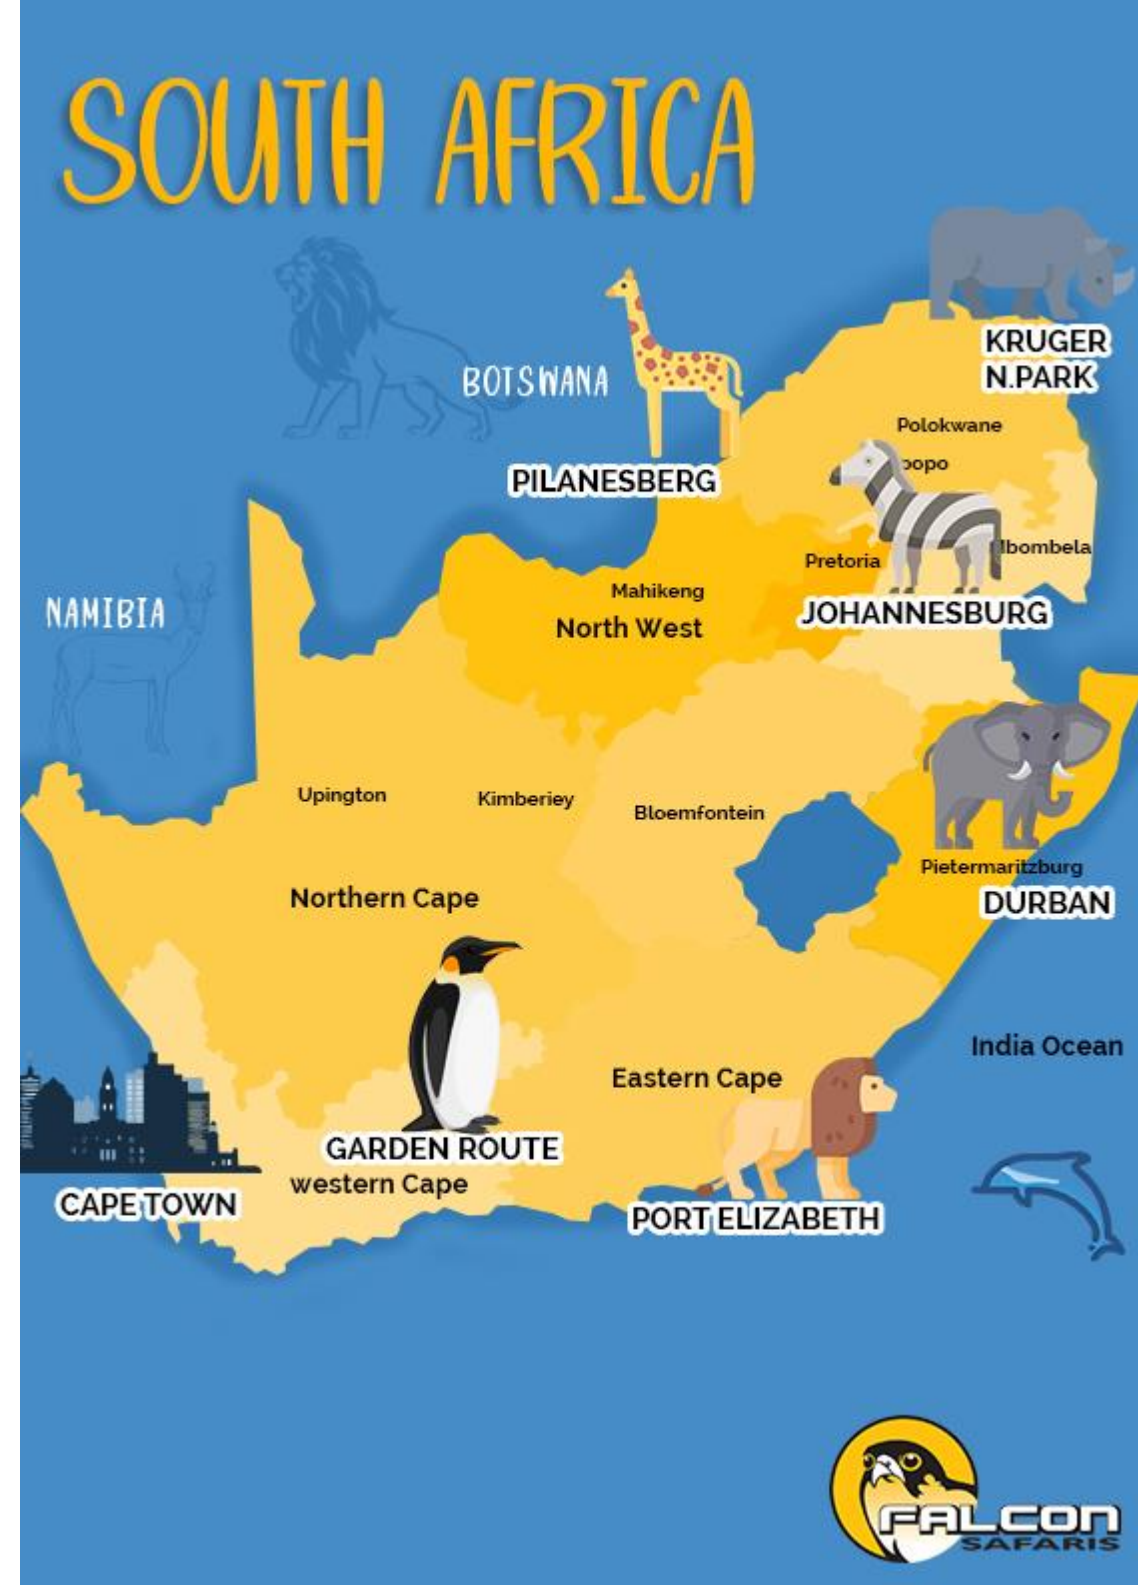 SOUTH AFRICA
KRUGER
N.PARK
BOTSWANA
Polokwane
PILANESBERG
Pretoria
Mahikeng
JOHANNESBURG
NAMIBIA
North West
Upington
Kimberiey
Bloemfontein
Pietermaritzburg
DURBAN
Northern Cape
India Ocean
Eastern Cape
GARDEN ROUTE
western Cape
CAPE TOWN
PORT ELIZABETH
FALCON
SAFARIS